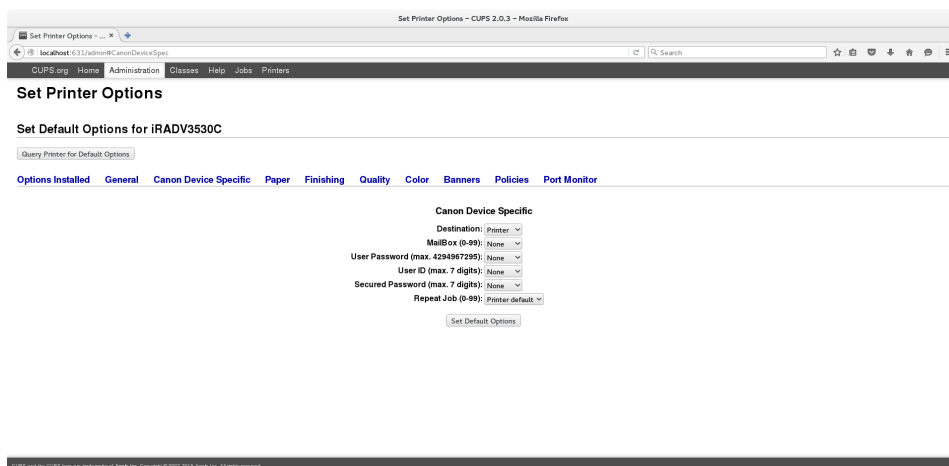 Set Printer Options - CUPS 2.0.3 - Mozilla Firefox
Set Printer Options - ... ×
localhost:631/admin#CanonDeviceSpec
Search
CUPS.org Home Administration Classes Help Jobs Printers
Set Printer Options
Set Default Options for iRADV3530C
Query Printer for Default Options
Options Installed General Canon Device Specific Paper Finishing Quality Color Banners Policies Port Monitor
Canon Device Specific
Destination: Printer
MailBox (0-99): None
User Password (max. 4294967295): None
User ID (max. 7 digits): None
Secured Password (max. 7 digits): None
Repeat Job (0-99): Printer default
Set Default Options